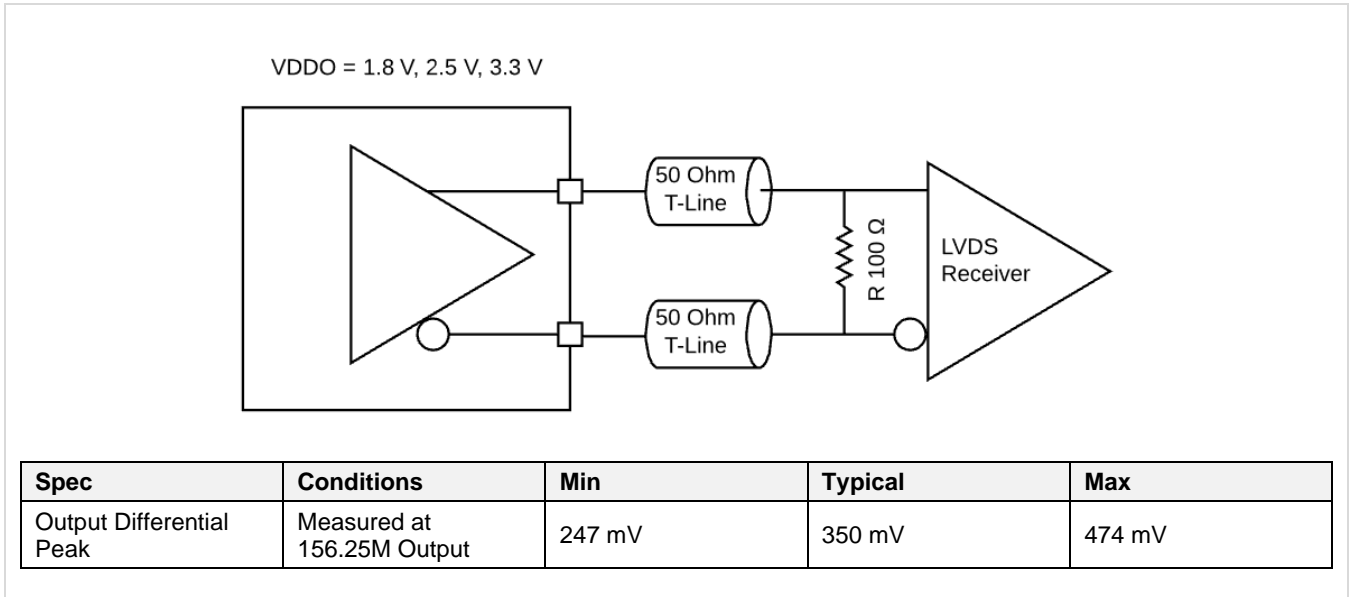 VDDO = 1.8 V, 2.5 V, 3.3 V
50 Ohm
T-Line
R 100 Ω
LVDS
Receiver
50 Ohm
T-Line
Spec Conditions Min Typical Max
Output Differential
Peak
Measured at
156.25M Output
247 mV
350 mV
474 mV